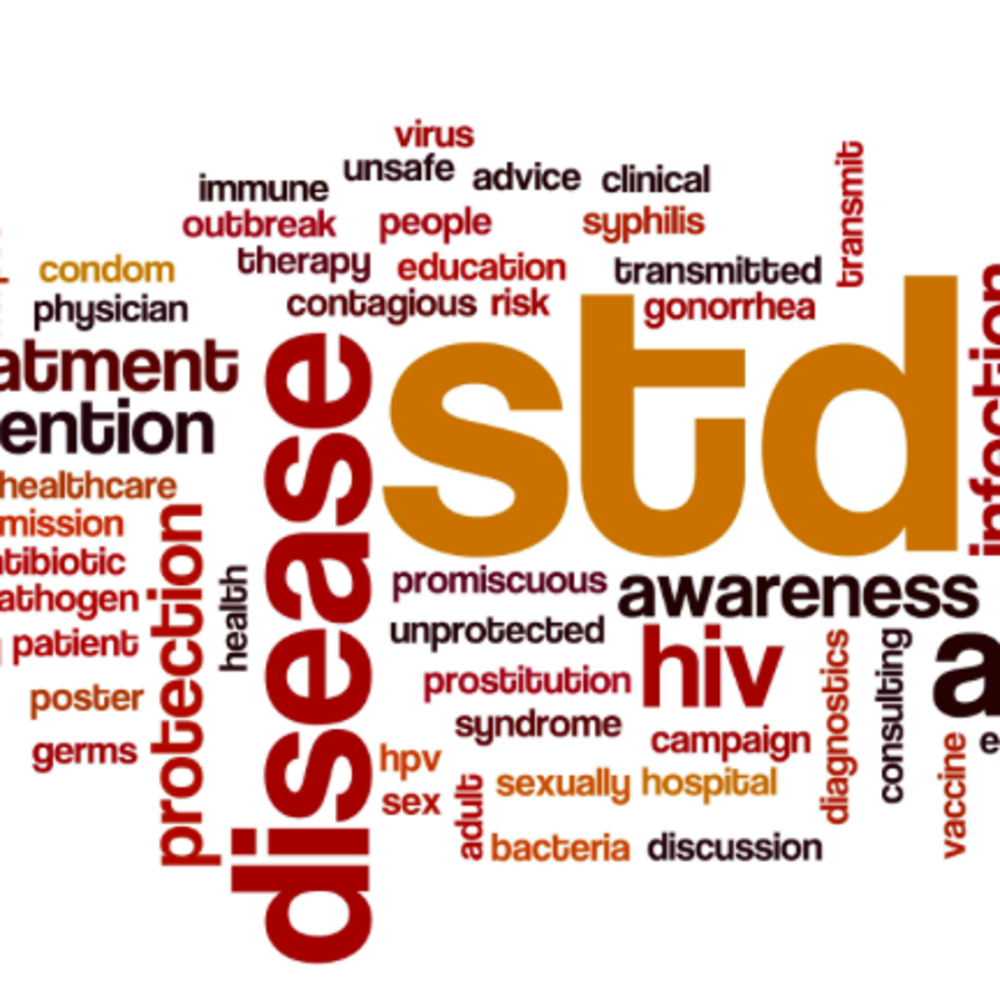 virus
unsafe
immune
advice
clinical
transmit
outbreak
people
syphilis
condom
therapy
education
transmitted
physician
contagious
risk
gonorrhea
atment
disease
std
infection
ention
healthcare
mission
protection
tibiotic
health
promiscuous
awareness
athogen
unprotected
patient
hiv
diagnostics
consulting
a
prostitution
poster
syndrome
campaign
vaccine
e
germs
hpv
sexually
hospital
sex
adult
bacteria
discussion